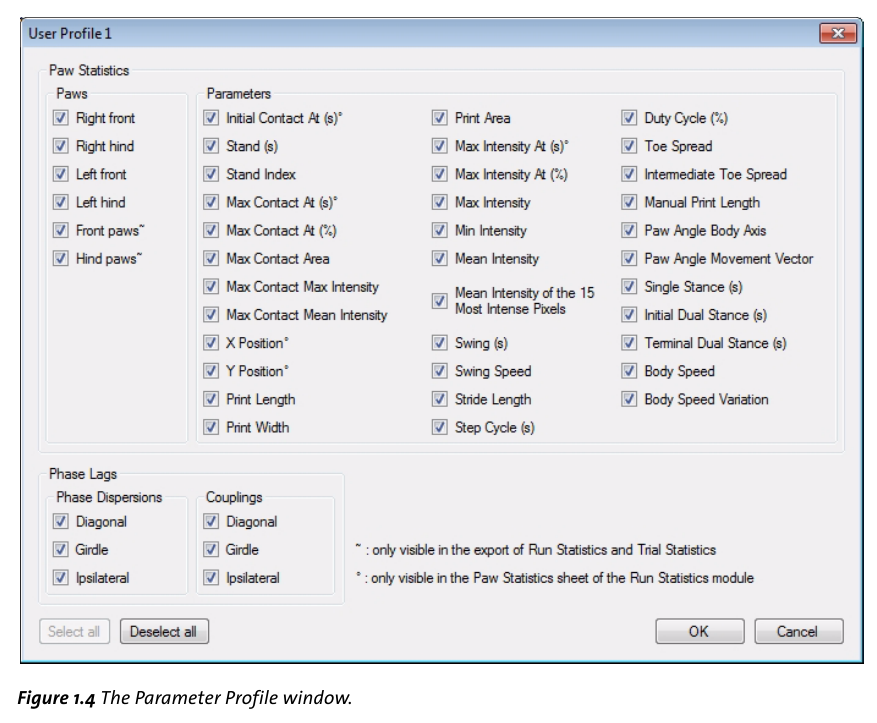 User Profile 1
Paw Statistics
Paws
Right front
Right hind
Left front
Left hind
Front paws~
Hind paws~
Parameters
Initial Contact At (s)°
Stand (s)
Stand Index
Max Contact At (s)°
Max Contact At (%)
Max Contact Area
Max Contact Max Intensity
Max Contact Mean Intensity
X Position°
Y Position°
Print Length
Print Width
Print Area
Max Intensity At (s)°
Max Intensity At (%)
Max Intensity
Min Intensity
Mean Intensity
Mean Intensity of the 15
Most Intense Pixels
Swing (s)
Swing Speed
Stride Length
Step Cycle (s)
Duty Cycle (%)
Toe Spread
Intermediate Toe Spread
Manual Print Length
Paw Angle Body Axis
Paw Angle Movement Vector
Single Stance (s)
Initial Dual Stance (s)
Terminal Dual Stance (s)
Body Speed
Body Speed Variation
Phase Lags
Phase Dispersions
Diagonal
Girdle
Ipsilateral
Couplings
Diagonal
Girdle
Ipsilateral
~ : only visible in the export of Run Statistics and Trial Statistics
° : only visible in the Paw Statistics sheet of the Run Statistics module
Select all
Deselect all
OK
Cancel
Figure 1.4 The Parameter Profile window.